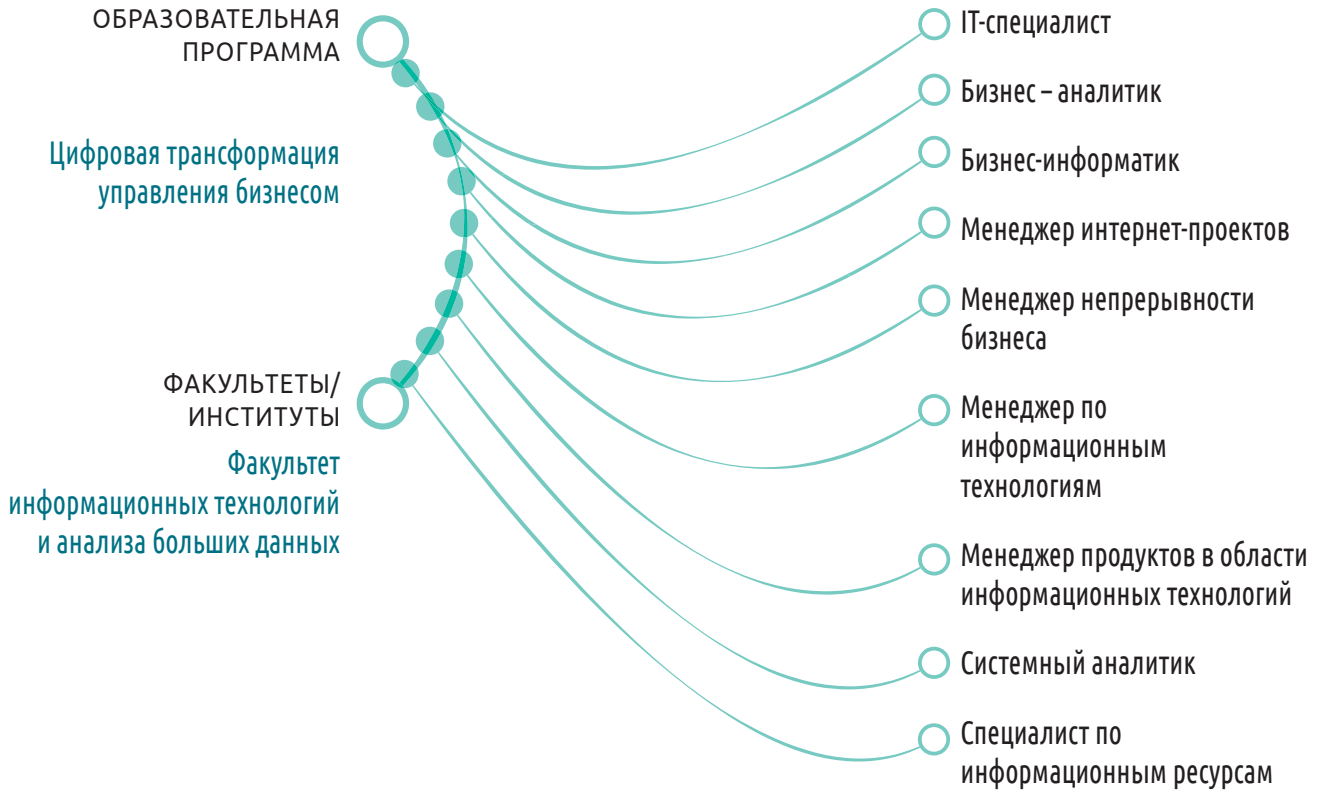 ОБРАЗОВАТЕЛЬНАЯ
ПРОГРАММА
Цифровая трансформация
управления бизнесом
ФАКУЛЬТЕТЫ/
ИНСТИТУТЫ
Факультет
информационных технологий
и анализа больших данных
IT-специалист
Бизнес – аналитик
Бизнес-информатик
Менеджер интернет-проектов
Менеджер непрерывности
бизнеса
Менеджер по
информационным
технологиям
Менеджер продуктов в области
информационных технологий
Системный аналитик
Специалист по
информационным ресурсам